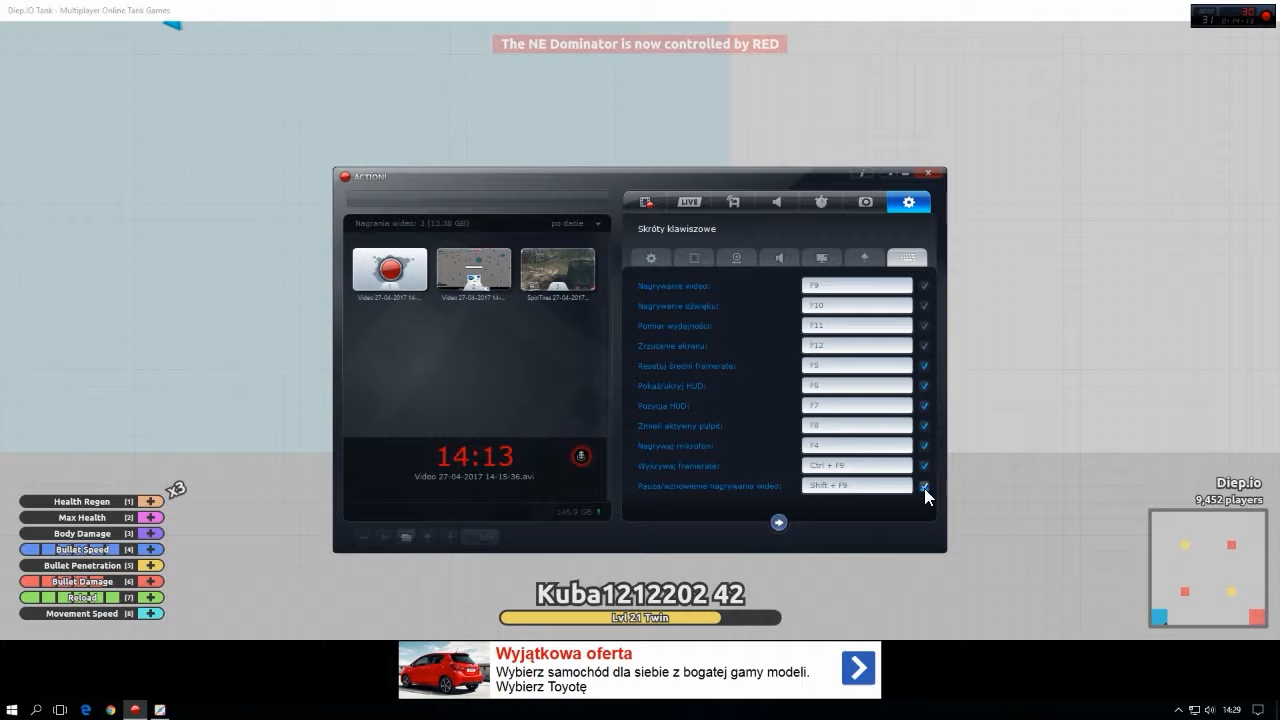 Diep.IO Tank - Multiplayer Online Tank Games
30
31
The NE Dominator is now controlled by RED
ACTION!
Nagrania wideo: 3 (13.38 GB)
po dacie
Video 27-04-2017 14-...
Video 27-04-2017 14-...
SpinTires 27-04-2017...
14:13
Video 27-04-2017 14-15-36.avi
146.9 GB
LIVE
Skróty klawiszowe
Nagrywanie wideo: F9
Nagrywanie dźwięku: F10
Pomiar wydajności: F11
Zrzucanie ekranu: F12
Resetuj średni framerate: F5
Pokaż/ukryj HUD: F6
Pozycja HUD: F7
Zmień aktywny pulpit: F8
Nagrywaj mikrofon: F4
Wykrywaj framerate: Ctrl + F9
Pauza/wznowienie nagrywania wideo: Shift + F9
x3
Health Regen [1]
Max Health [2]
Body Damage [3]
Bullet Speed [4]
Bullet Penetration [5]
Bullet Damage [6]
Reload [7]
Movement Speed [8]
Diep.io
9,452 players
Kuba1212202 42
Lvl 21 Twin
Wyjątkowa oferta
Wybierz samochód dla siebie z bogatej gamy modeli.
Wybierz Toyotę
14:29